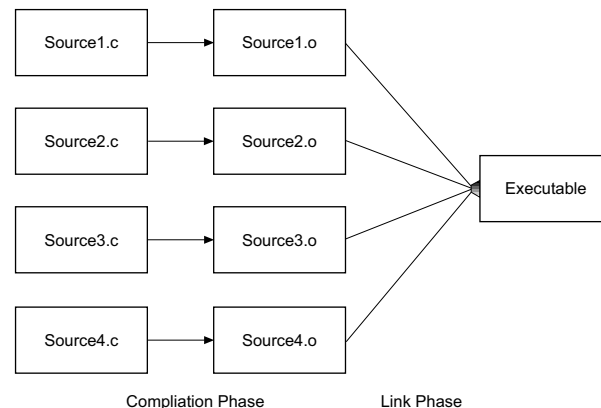 Source1.c
Source1.o
Source2.c
Source2.o
Executable
Source3.c
Source3.o
Source4.c
Source4.o
Compliation Phase
Link Phase